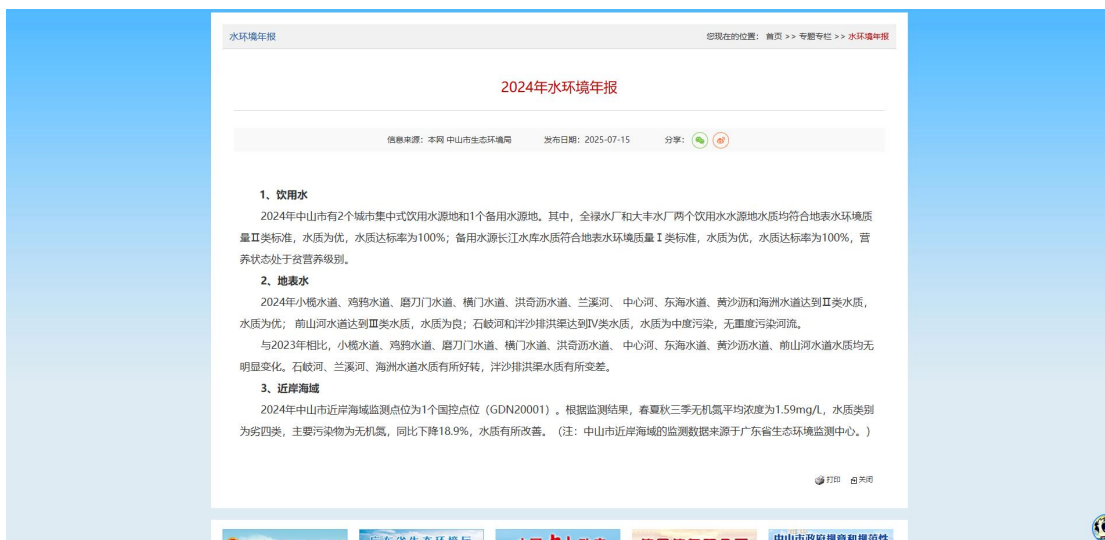 水环境年报
您现在的位置： 首页 >> 专题专栏 >> 水环境年报
2024年水环境年报
信息来源：本网 中山市生态环境局 发布日期：2025-07-15 分享：
1、饮用水
2024年中山市有2个城市集中式饮用水源地和1个备用水源地。其中，全禄水厂和大丰水厂两个饮用水水源地水质均符合地表水环境质
量Ⅱ类标准，水质为优，水质达标率为100%；备用水源长江水库水质符合地表水环境质量Ⅰ类标准，水质为优，水质达标率为100%，营
养状态处于贫营养级别。
2、地表水
2024年小榄水道、鸡鸦水道、磨刀门水道、横门水道、洪奇沥水道、兰溪河、 中心河、东海水道、黄沙沥和海洲水道达到Ⅱ类水质，
水质为优； 前山河水道达到Ⅲ类水质，水质为良；石岐河和泮沙排洪渠达到Ⅳ类水质，水质为中度污染，无重度污染河流。
与2023年相比，小榄水道、鸡鸦水道、磨刀门水道、横门水道、洪奇沥水道、 中心河、东海水道、黄沙沥水道、前山河水道水质均无
明显变化。石岐河、兰溪河、海洲水道水质有所好转，泮沙排洪渠水质有所变差。
3、近岸海域
2024年中山市近岸海域监测点位为1个国控点位（GDN20001）。根据监测结果，春夏秋三季无机氮平均浓度为1.59mg/L，水质类别
为劣四类，主要污染物为无机氮，同比下降18.9%，水质有所改善。（注：中山市近岸海域的监测数据来源于广东省生态环境监测中心。）
打印 关闭